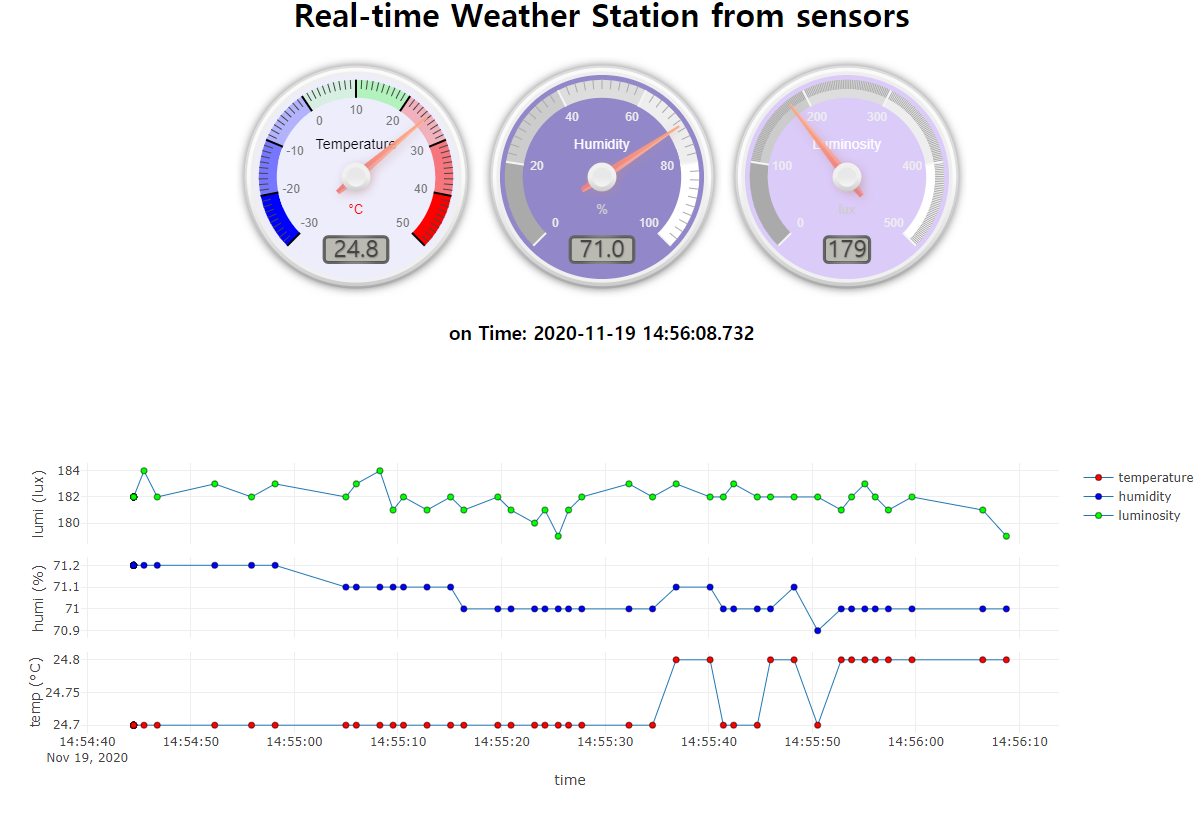 Real-time Weather Station from sensors
-30 -20 -10 0 10 20 30 40 50
Temperature
°C
24.8
0 20 40 60 80 100
Humidity
%
71.0
0 100 200 300 400 500
Luminosity
lux
179
on Time: 2020-11-19 14:56:08.732
lumi (lux)
184
182
180
humi (%)
71.2
71.1
71
70.9
temp (°C)
24.8
24.75
24.7
14:54:40 14:54:50 14:55:00 14:55:10 14:55:20 14:55:30 14:55:40 14:55:50 14:56:00 14:56:10
Nov 19, 2020
time
temperature
humidity
luminosity